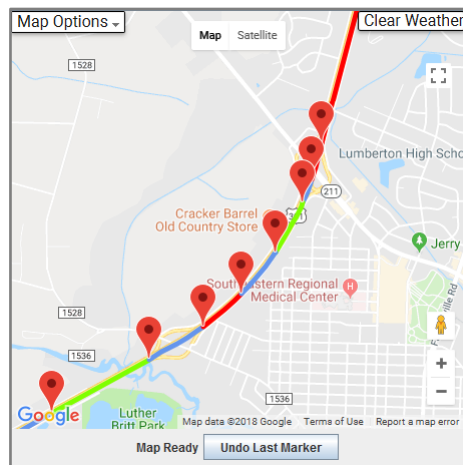 Map Options
Clear Weather
Map
Satellite
1528
Lumberton High Scho
211
Cracker Barrel
Old Country Store
301
Jerry
Southeastern Regional
Medical Center
H
1528
1536
1536
Luther
Britt Park
Google
Map data ©2018 Google
Terms of Use
Report a map error
Map Ready
Undo Last Marker